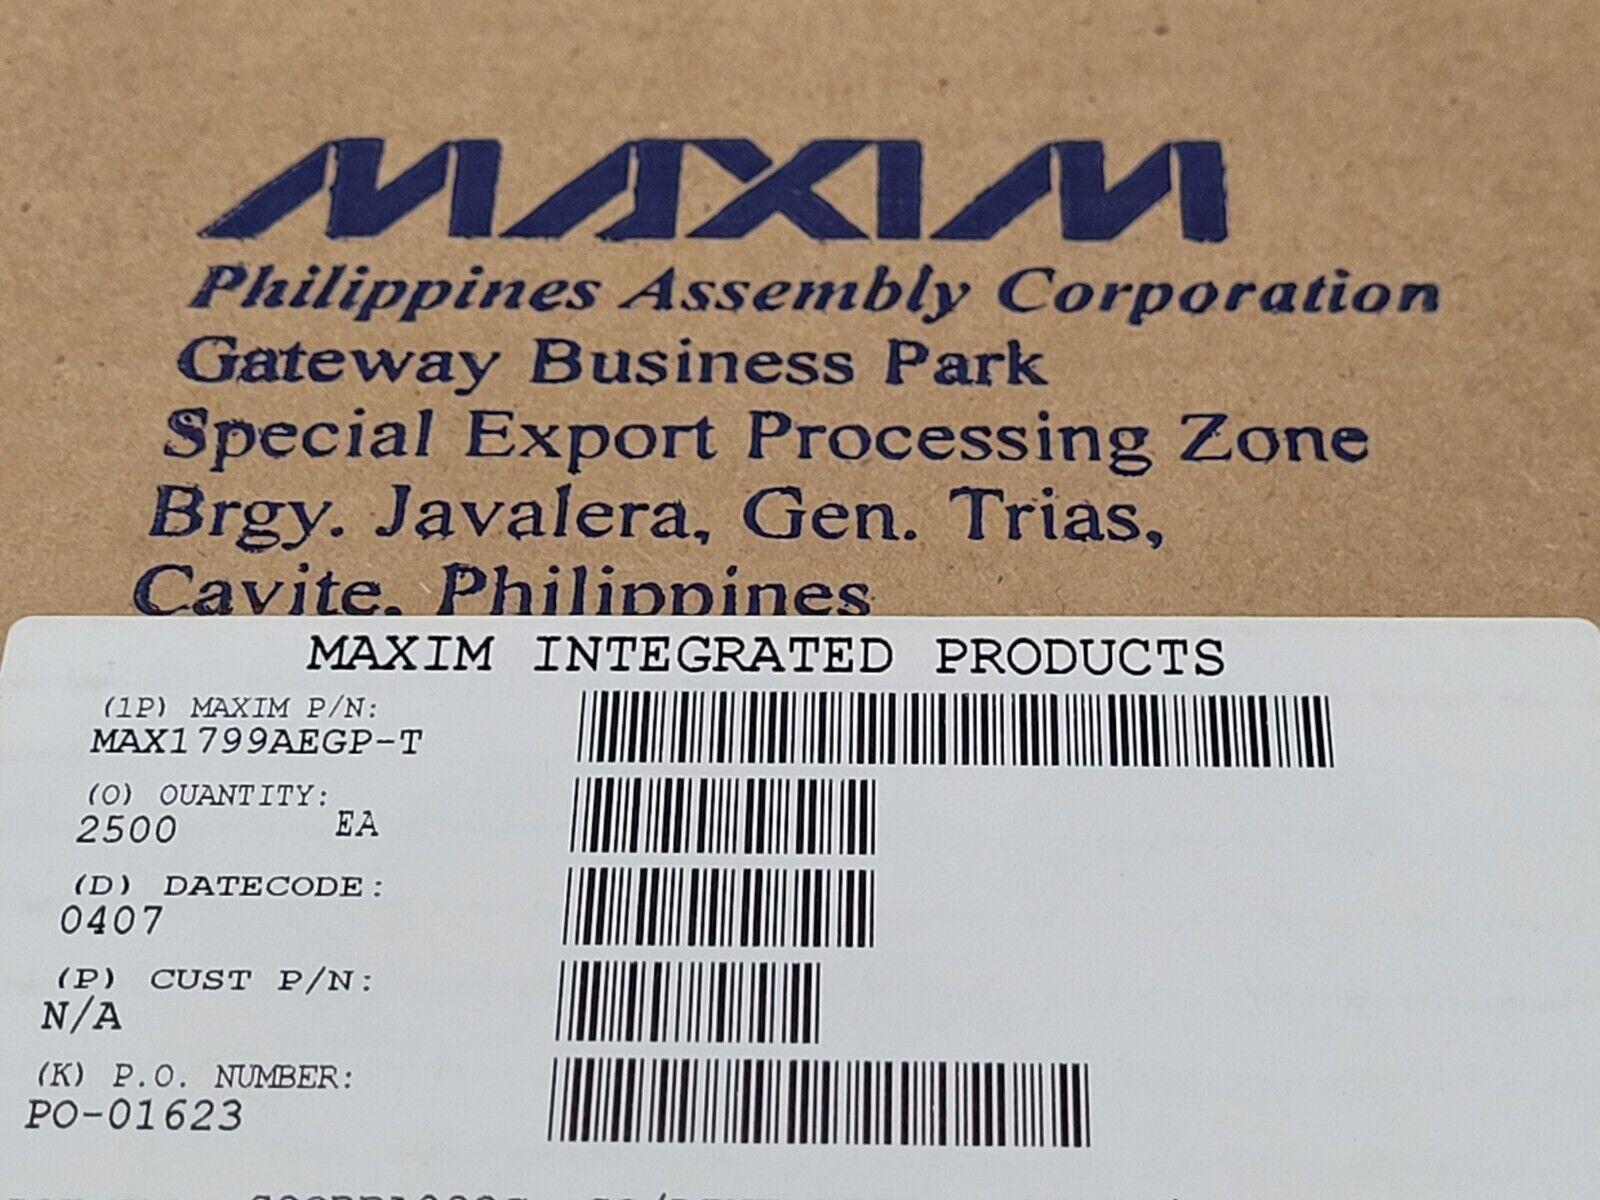 MAXIM
Philippines Assembly Corporation
Gateway Business Park
Special Export Processing Zone
Brgy. Javalera, Gen. Trias,
Cavite, Philippines
MAXIM INTEGRATED PRODUCTS
(1P) MAXIM P/N:
MAX1799AEGP-T
(Q) QUANTITY:
2500 EA
(D) DATECODE:
0407
(P) CUST P/N:
N/A
(K) P.O. NUMBER:
PO-01623